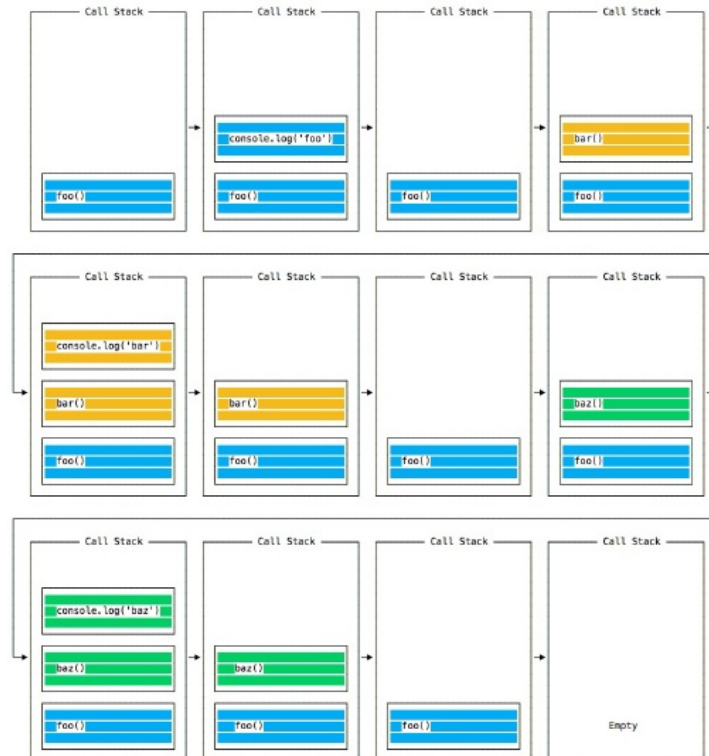 Call Stack
Call Stack
Call Stack
Call Stack
console.log('foo')
bar()
foo()
foo()
foo()
foo()
Call Stack
Call Stack
Call Stack
Call Stack
console.log('bar')
bar()
bar()
baz()
foo()
foo()
foo()
foo()
Call Stack
Call Stack
Call Stack
Call Stack
console.log('baz')
baz()
baz()
foo()
foo()
foo()
Empty